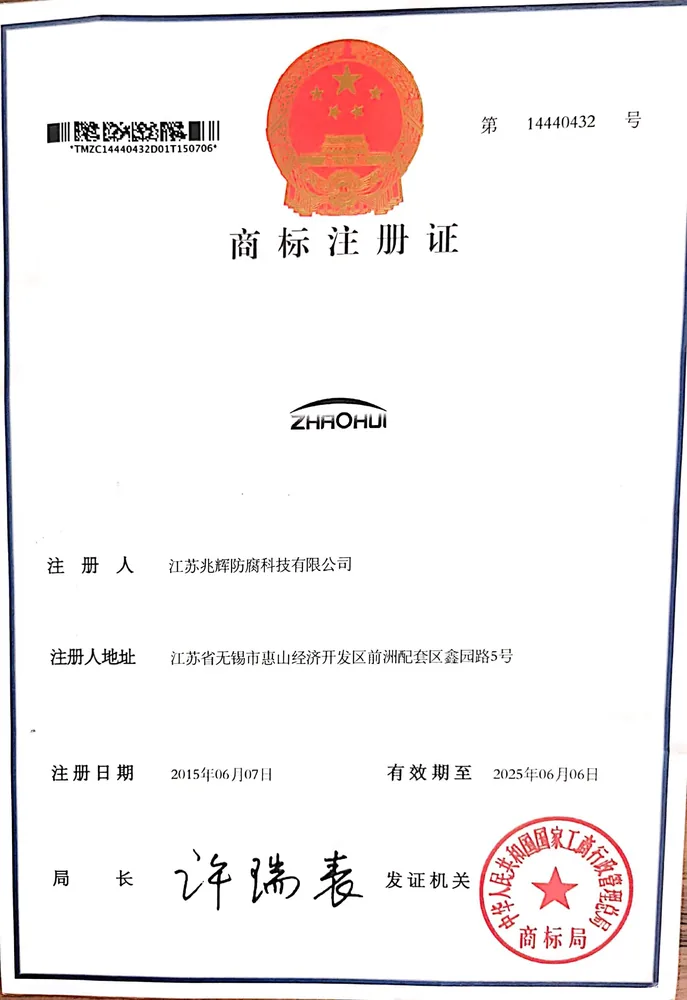 *TMZC14440432D01T150706*
第 14440432 号
商标注册证
ZHAOHUI
注册人 江苏兆辉防腐科技有限公司
注册人地址 江苏省无锡市惠山经济开发区前洲配套区鑫园路5号
注册日期 2015年06月07日 有效期至 2025年06月06日
局长 许瑞表 发证机关
中华人民共和国国家工商行政管理总局
商标局